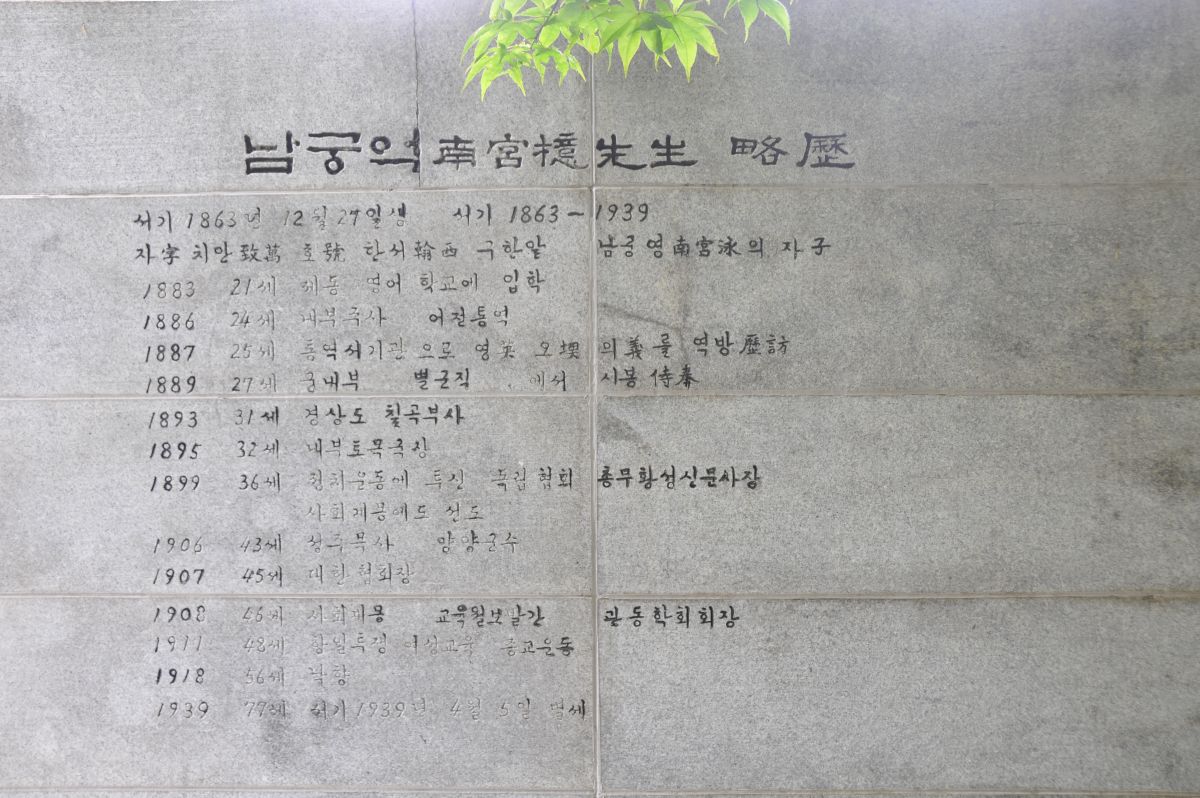 남궁억南宮檍先生 略歷
서기 1863년 12월 27일생 서기 1863-1939
자字 치만致萬 호號 한서翰西 구한말 남궁영南宮泳의 자子
1883 21세 재동 영어 학교에 입학
1886 24세 내부주사 어전통역
1887 25세 통역서기관 으로 영英 오墺 의義를 역방歷訪
1889 27세 궁내부 별군직 에서 시봉侍奉
1893 31세 경상도 칠곡부사
1895 32세 내부토목국장
1899 36세 정치운동에 투신 독립협회 총무황성신문사장
사회계몽에도 선도
1906 43세 성주목사 양양군수
1907 45세 대한협회장
1908 46세 교육월보발간 관동학회회장
1911 48세 항일투쟁 여성교육 종교운동
1918 56세 낙향
1939 77세 서기1939년 4월 5일 별세